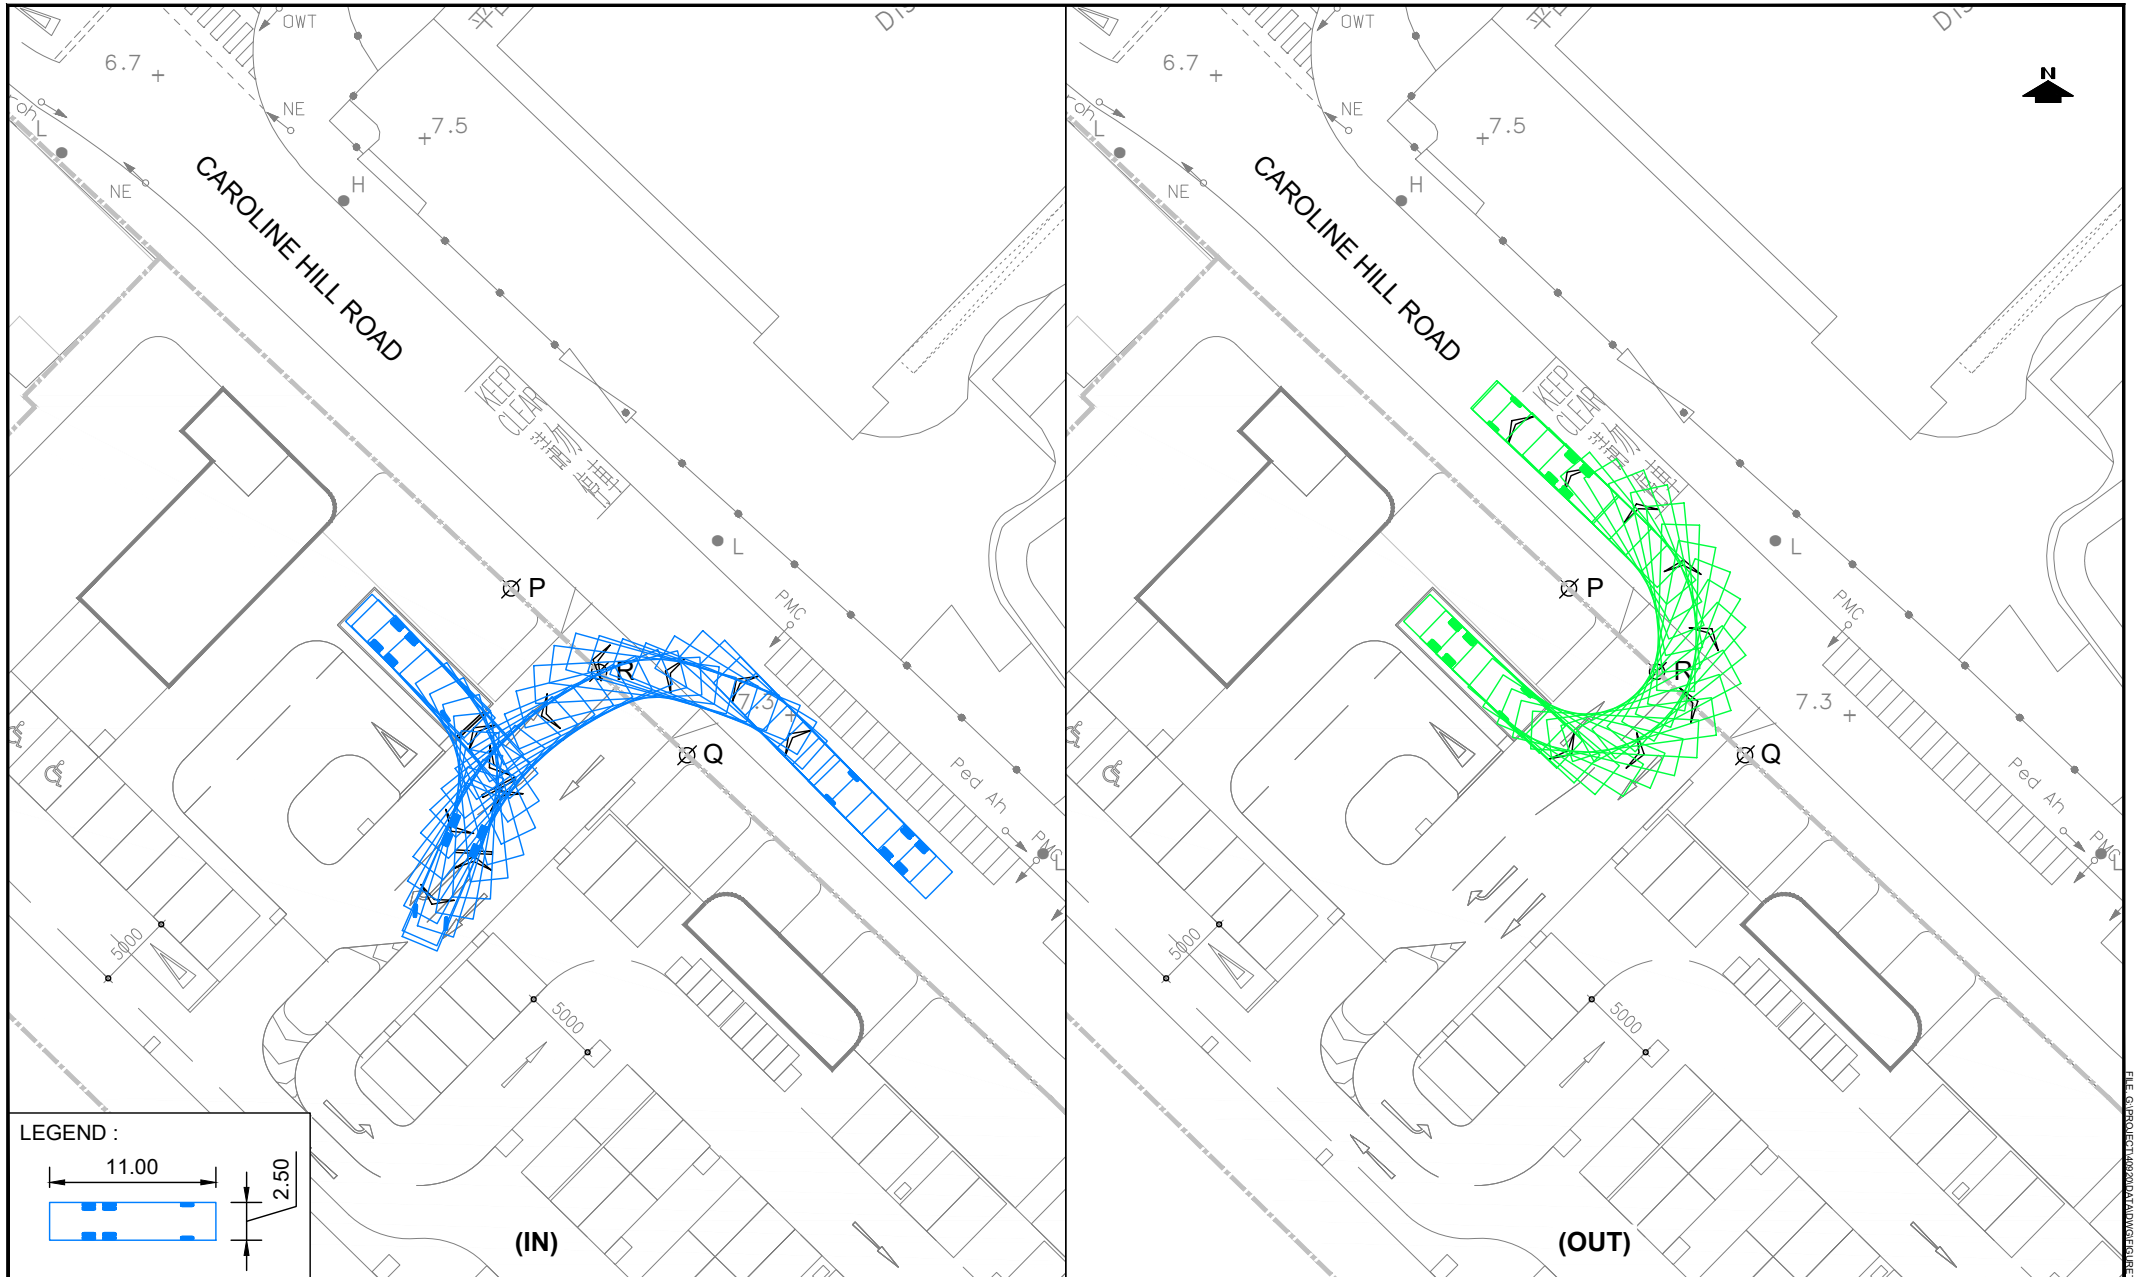 OWT
6.7
NE
7.5
L
H
NE
CAROLINE HILL ROAD
KEEP
CLEAR
L
P
PMC
R
7.3
Q
Ped Ah
PMC
L
5000
5000
LEGEND :
11.00
2.50
(IN)
OWT
6.7
N
NE
7.5
L
H
NE
CAROLINE HILL ROAD
KEEP
CLEAR
L
P
PMC
R
7.3
Q
Ped Ah
PMC
L
5000
5000
(OUT)